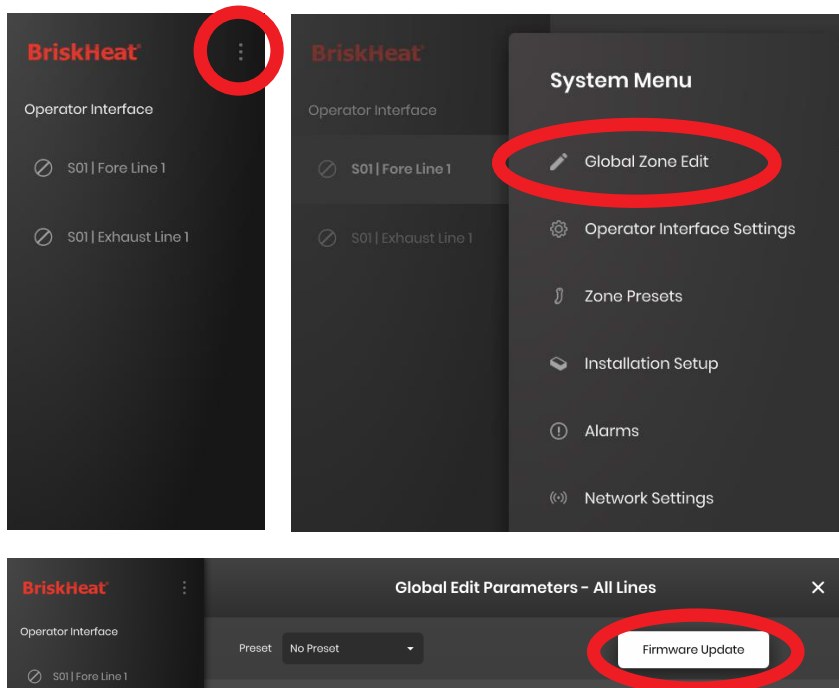 BriskHeat
Operator Interface
S01 | Fore Line 1
S01 | Exhaust Line 1
BriskHeat
Operator Interface
S01 | Fore Line 1
S01 | Exhaust Line 1
System Menu
Global Zone Edit
Operator Interface Settings
Zone Presets
Installation Setup
Alarms
Network Settings
BriskHeat
Operator Interface
S01 | Fore Line 1
Global Edit Parameters - All Lines
Preset No Preset
Firmware Update